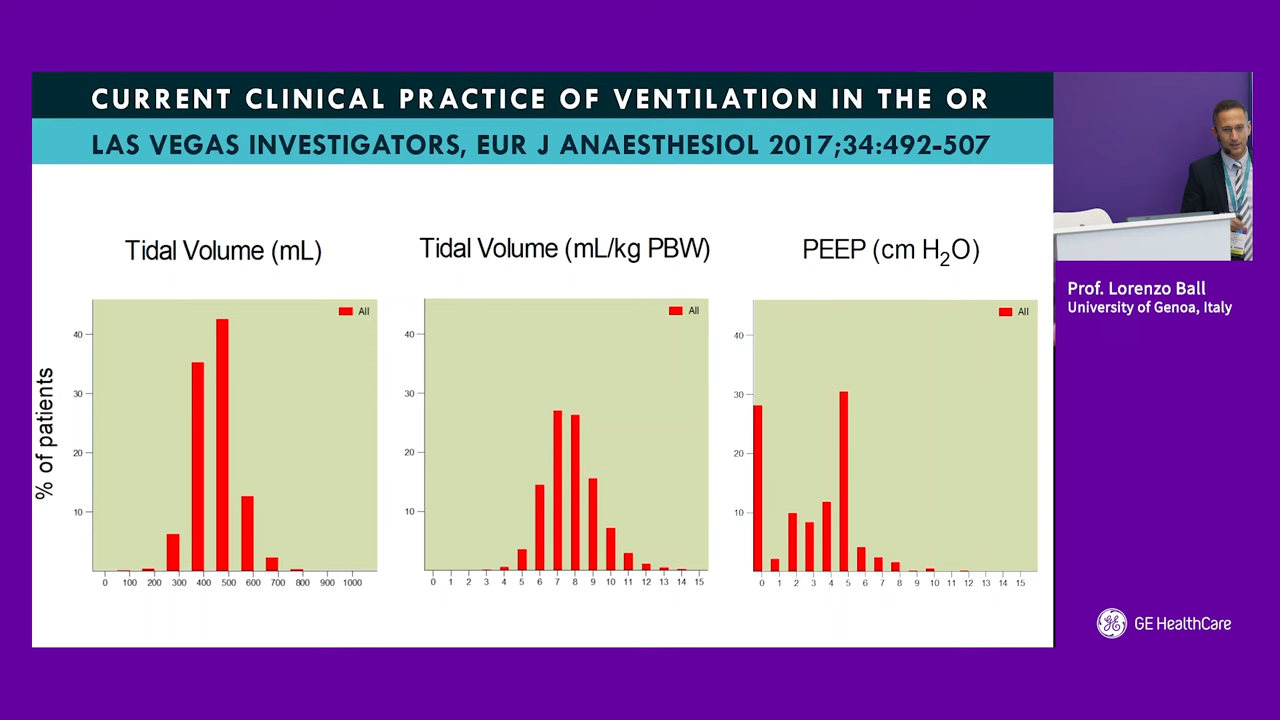 CURRENT CLINICAL PRACTICE OF VENTILATION IN THE OR
LAS VEGAS INVESTIGATORS, EUR J ANAESTHESIOL 2017;34:492-507
Tidal Volume (mL)
% of patients
All
40
30
20
10
0 100 200 300 400 500 600 700 800 900 1000
Tidal Volume (mL/kg PBW)
All
40
30
20
10
0 1 2 3 4 5 6 7 8 9 10 11 12 13 14 15
PEEP (cm H₂O)
All
40
30
20
10
0 1 2 3 4 5 6 7 8 9 10 11 12 13 14 15
Prof. Lorenzo Ball
University of Genoa, Italy
GE HealthCare